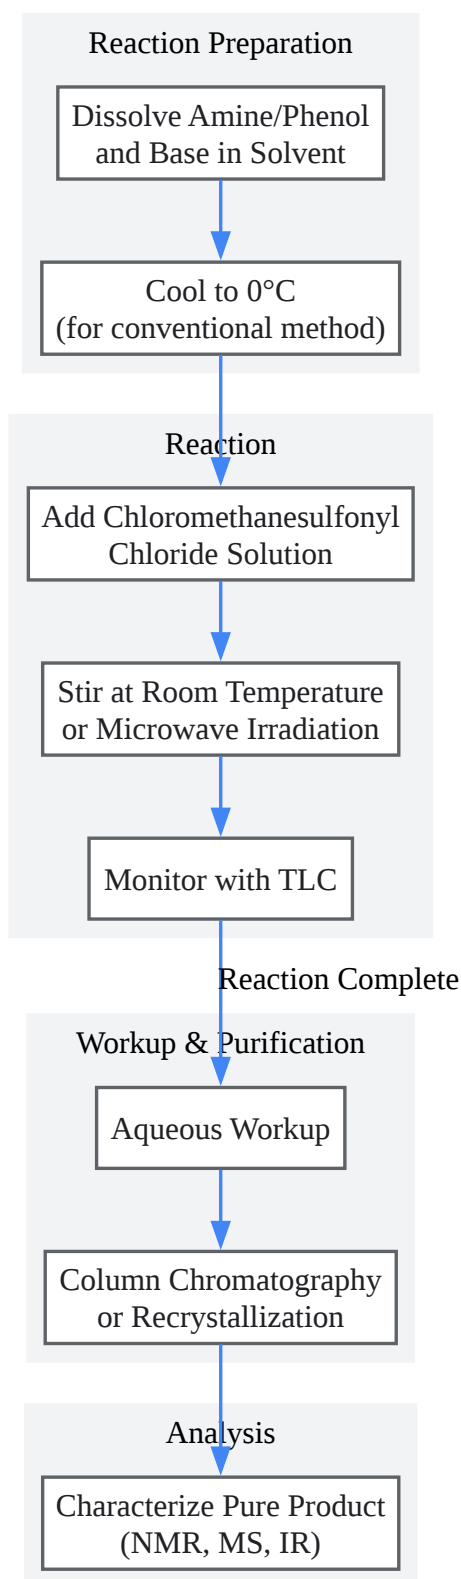 Reaction Preparation
Dissolve Amine/Phenol
and Base in Solvent
Cool to 0°C
(for conventional method)
Reaction
Add Chloromethanesulfonyl
Chloride Solution
Stir at Room Temperature
or Microwave Irradiation
Monitor with TLC
Reaction Complete
Workup & Purification
Aqueous Workup
Column Chromatography
or Recrystallization
Analysis
Characterize Pure Product
(NMR, MS, IR)